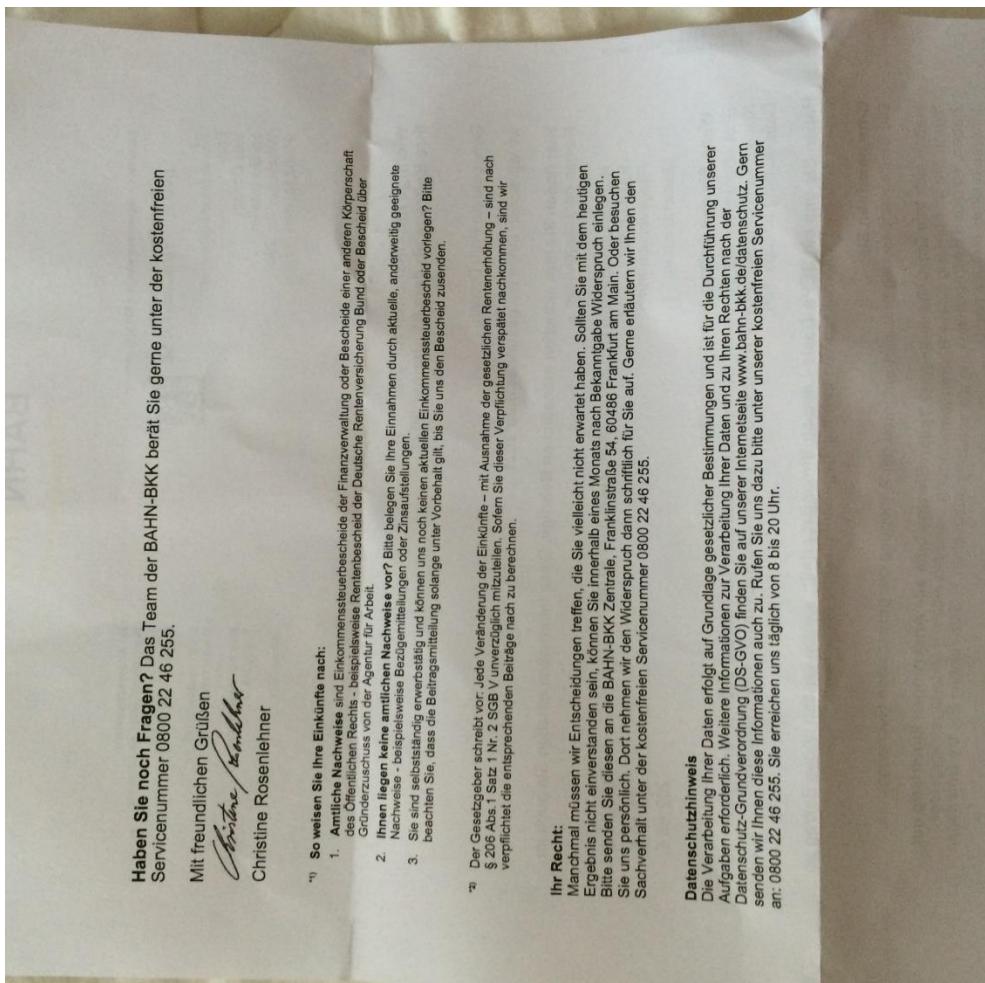 Haben Sie noch Fragen? Das Team der BAHN-BKK berät Sie gerne unter der kostenfreien
Servicenummer 0800 22 46 255.
Mit freundlichen Grüßen
Christine Rosenlehner
Christine Rosenlehner
*1) So weisen Sie Ihre Einkünfte nach:
1. Amtliche Nachweise sind Einkommenssteuerbescheide der Finanzverwaltung oder Bescheide einer anderen Körperschaft
des Öffentlichen Rechts - beispielsweise Rentenbescheid der Deutsche Rentenversicherung Bund oder Bescheid über
Gründerzuschuss von der Agentur für Arbeit.
2. Ihnen liegen keine amtlichen Nachweise vor? Bitte belegen Sie Ihre Einnahmen durch aktuelle, anderweitig geeignete
Nachweise - beispielsweise Bezügemitteilungen oder Zinsaufstellungen.
3. Sie sind selbstständig erwerbstätig und können uns noch keinen aktuellen Einkommenssteuerbescheid vorlegen? Bitte
beachten Sie, dass die Beitragsmitteilung solange unter Vorbehalt gilt, bis Sie uns den Bescheid zusenden.
*2) Der Gesetzgeber schreibt vor: Jede Veränderung der Einkünfte – mit Ausnahme der gesetzlichen Rentenerhöhung – sind nach
§ 206 Abs.1 Satz 1 Nr. 2 SGB V unverzüglich mitzuteilen. Sofern Sie dieser Verpflichtung verspätet nachkommen, sind wir
verpflichtet die entsprechenden Beiträge nach zu berechnen.
Ihr Recht:
Manchmal müssen wir Entscheidungen treffen, die Sie vielleicht nicht erwartet haben. Sollten Sie mit dem heutigen
Ergebnis nicht einverstanden sein, können Sie innerhalb eines Monats nach Bekanntgabe Widerspruch einlegen.
Bitte senden Sie diesen an die BAHN-BKK Zentrale, Franklinstraße 54, 60486 Frankfurt am Main. Oder besuchen
Sie uns persönlich. Dort nehmen wir den Widerspruch dann schriftlich für Sie auf. Gerne erläutern wir Ihnen den
Sachverhalt unter der kostenfreien Servicenummer 0800 22 46 255.
Datenschutzhinweis
Die Verarbeitung Ihrer Daten erfolgt auf Grundlage gesetzlicher Bestimmungen und ist für die Durchführung unserer
Aufgaben erforderlich. Weitere Informationen zur Verarbeitung Ihrer Daten und zu Ihren Rechten nach der
Datenschutz-Grundverordnung (DS-GVO) finden Sie auf unserer Internetseite www.bahn-bkk.de/datenschutz. Gern
senden wir Ihnen diese Informationen auch zu. Rufen Sie uns dazu bitte unter unserer kostenfreien Servicenummer
an: 0800 22 46 255. Sie erreichen uns täglich von 8 bis 20 Uhr.